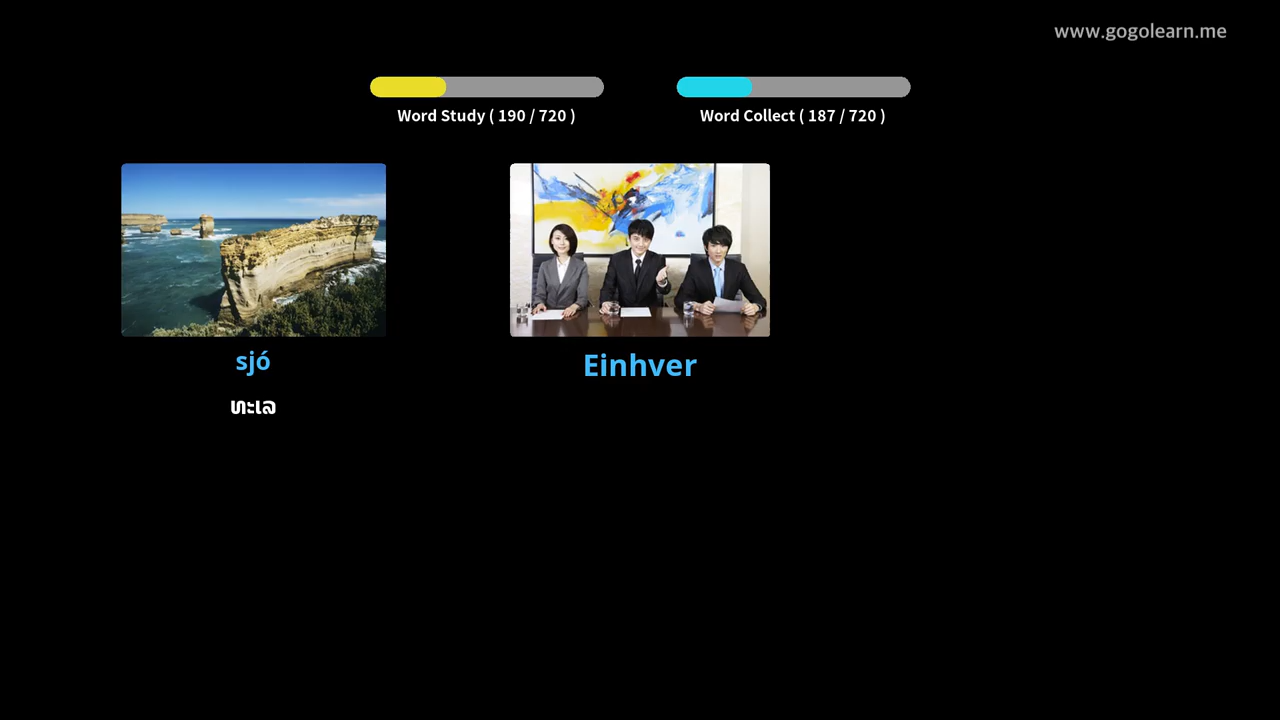 www.gogolearn.me
Word Study ( 190 / 720 )
Word Collect ( 187 / 720 )
sjó
Einhver
ທະເລ